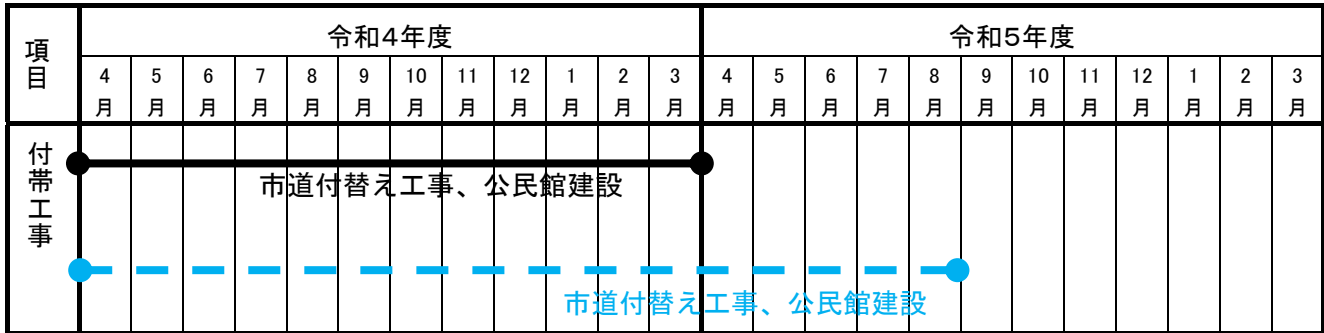 項目
令和4年度
令和5年度
4月 5月 6月 7月 8月 9月 10月 11月 12月 1月 2月 3月 4月 5月 6月 7月 8月 9月 10月 11月 12月 1月 2月 3月
付帯工事
市道付替え工事、公民館建設
市道付替え工事、公民館建設